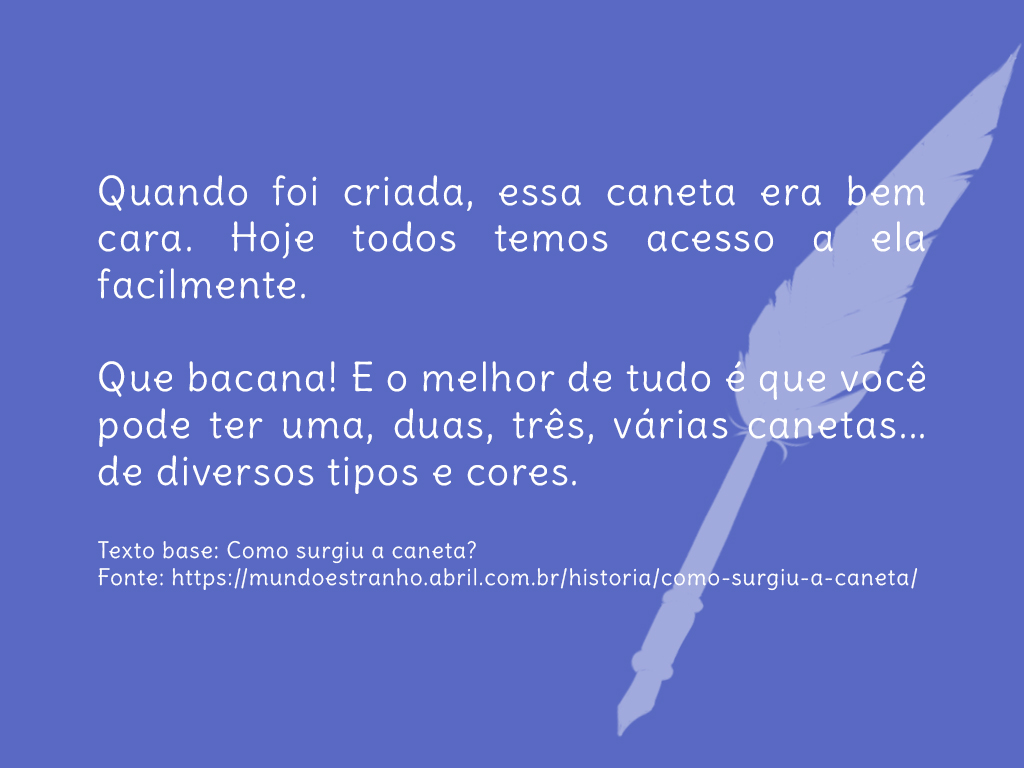 Quando foi criada, essa caneta era bem
cara. Hoje todos temos acesso a ela
facilmente.
Que bacana! E o melhor de tudo é que você
pode ter uma, duas, três, várias canetas...
de diversos tipos e cores.
Texto base: Como surgiu a caneta?
Fonte: https://mundoestranho.abril.com.br/historia/como-surgiu-a-caneta/